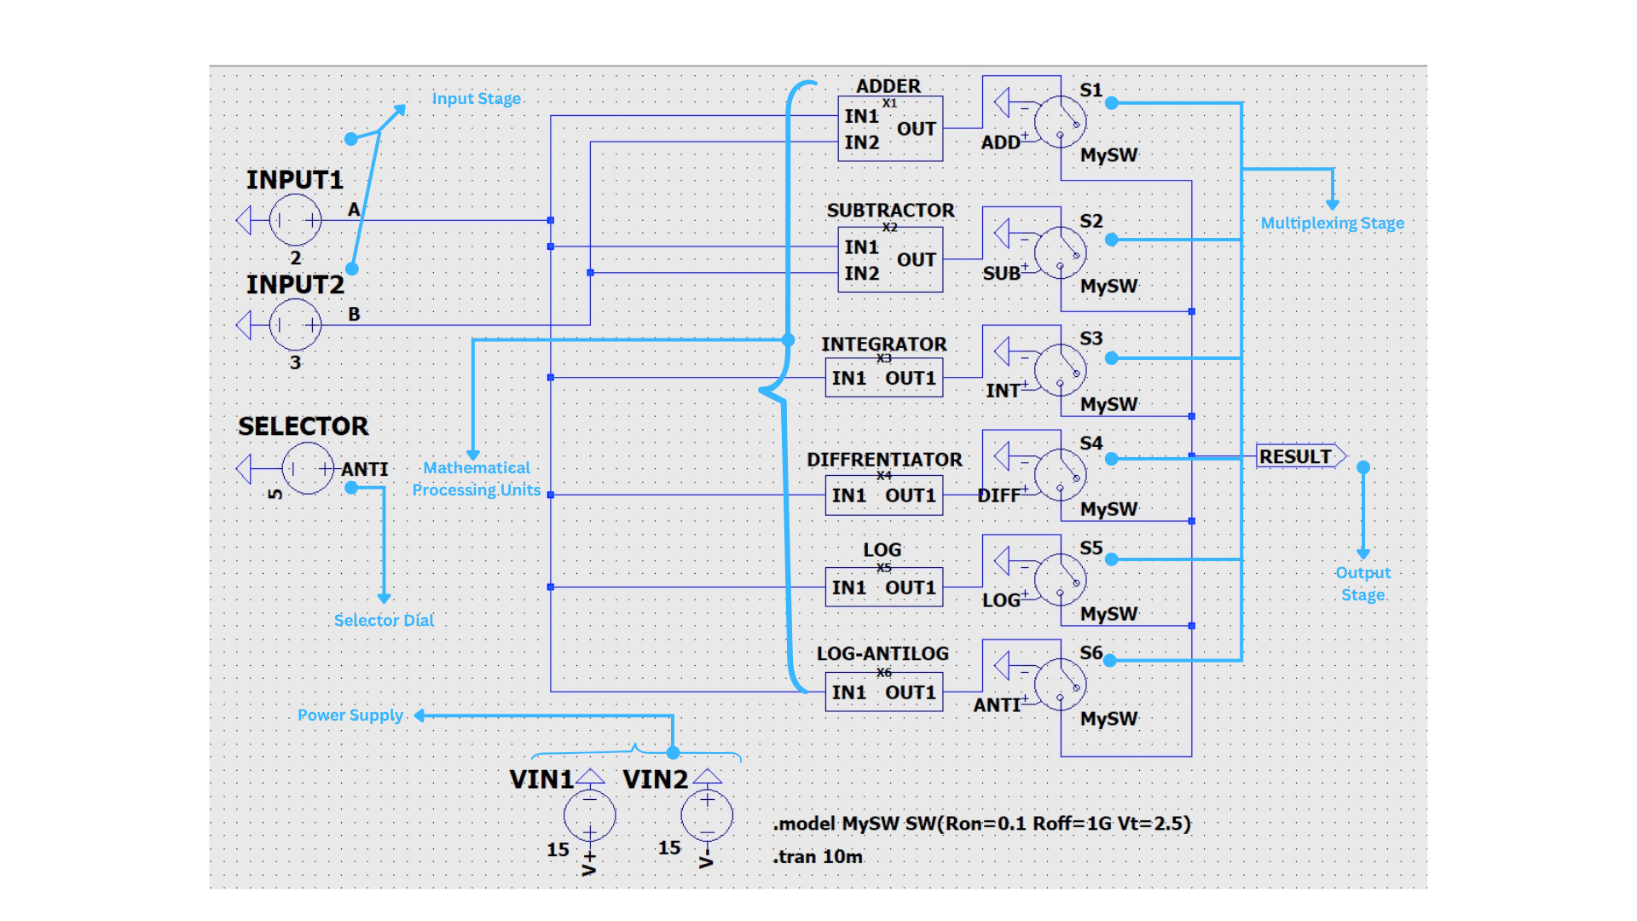 Input Stage
INPUT1
A
2
INPUT2
B
3
SELECTOR
ANTI
5
Selector Dial
Mathematical
Processing Units
Power Supply
VIN1
15
V+
VIN2
15
V-
ADDER
X1
IN1
IN2
OUT
ADD
S1
MySW
SUBTRACTOR
X2
IN1
IN2
OUT
SUB
S2
MySW
INTEGRATOR
X3
IN1 OUT1
INT
S3
MySW
DIFFRENTIATOR
X4
IN1 OUT1
DIFF
S4
MySW
LOG
X5
IN1 OUT1
LOG
S5
MySW
LOG-ANTILOG
X6
IN1 OUT1
ANTI
S6
MySW
Multiplexing Stage
RESULT
Output
Stage
.model MySW SW(Ron=0.1 Roff=1G Vt=2.5)
.tran 10m